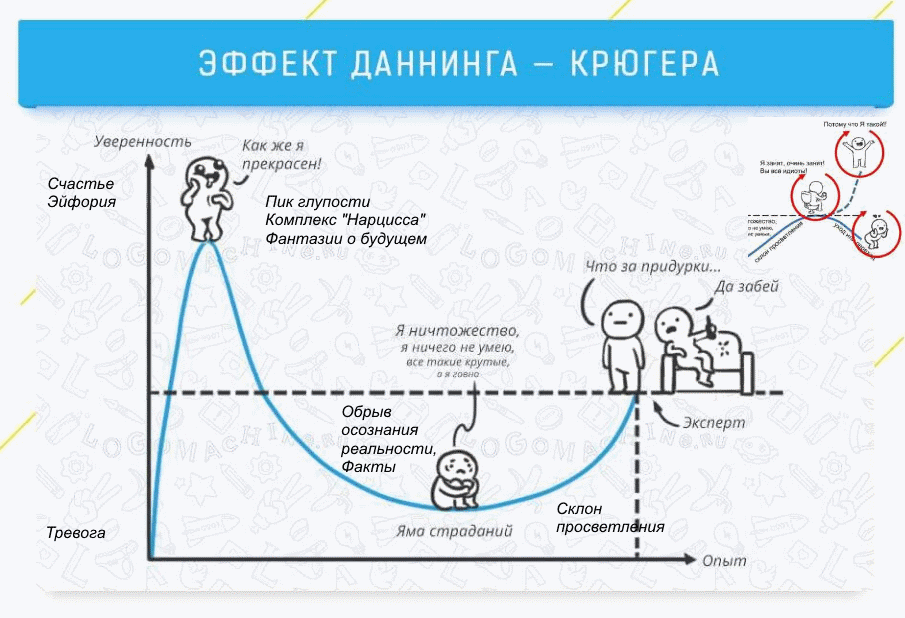 ЭФФЕКТ ДАННИНГА – КРЮГЕРА
Потому что Я такой!!
Уверенность
Как же я
прекрасен!
Я занят, очень занят!
Вы все идиоты!
Счастье
Эйфория
Пик глупости
Комплекс "Нарцисса"
Фантазии о будущем
склон просветления
Что за придурки...
Да забей
Я ничтожество,
я ничего не умею,
все такие крутые,
а я говно
Обрыв
осознания
реальности,
Факты
Эксперт
Склон
просветления
Яма страданий
Тревога
Опыт
LOGOMACHINE.RU